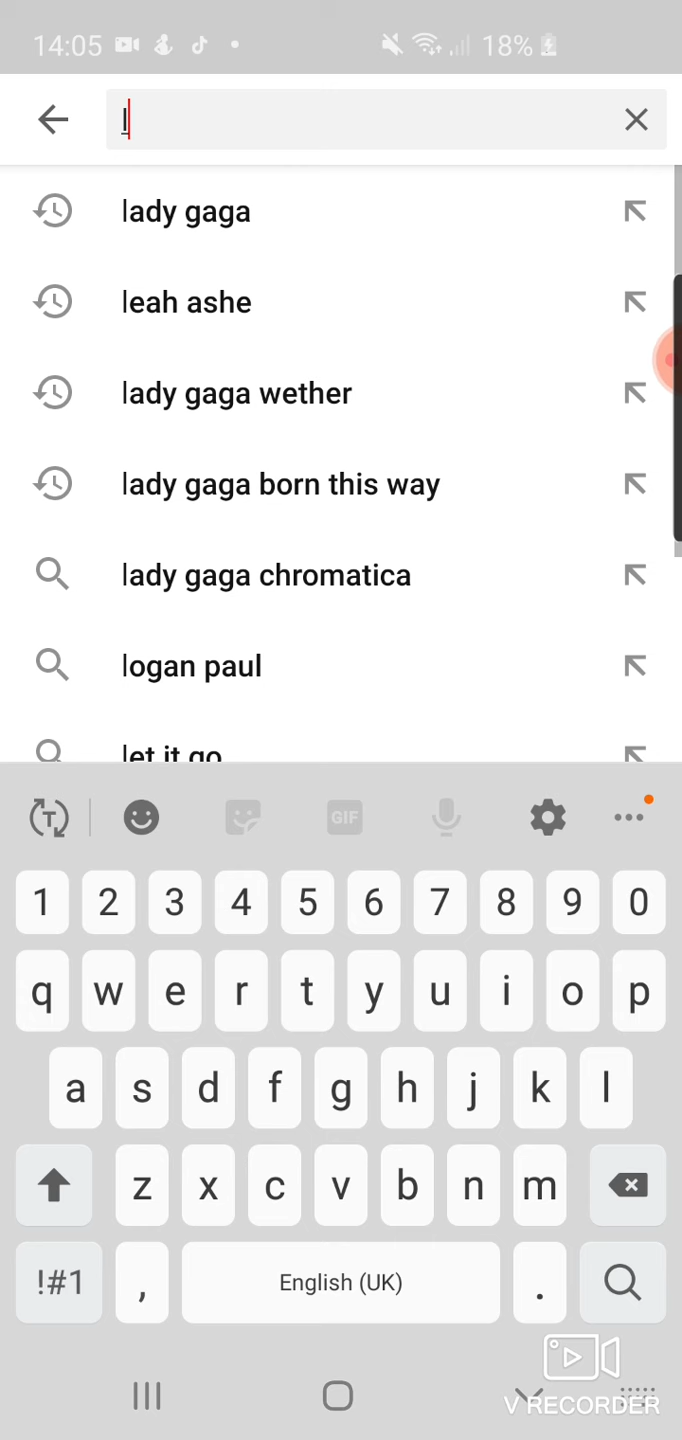 14:05 18%
l
lady gaga
leah ashe
lady gaga wether
lady gaga born this way
lady gaga chromatica
logan paul
let it go
T GIF
1 2 3 4 5 6 7 8 9 0
q w e r t y u i o p
a s d f g h j k l
z x c v b n m
!#1 , English (UK) .
V RECORDER